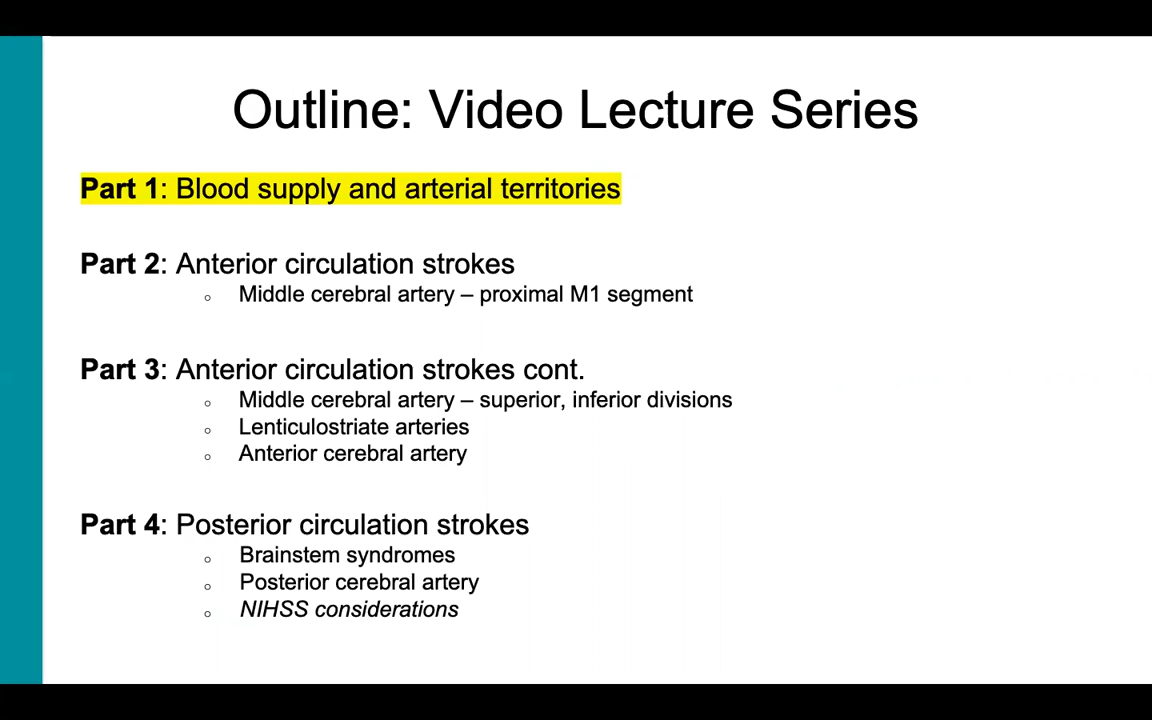 Outline: Video Lecture Series
Part 1: Blood supply and arterial territories
Part 2: Anterior circulation strokes
○ Middle cerebral artery – proximal M1 segment
Part 3: Anterior circulation strokes cont.
○ Middle cerebral artery – superior, inferior divisions
○ Lenticulostriate arteries
○ Anterior cerebral artery
Part 4: Posterior circulation strokes
○ Brainstem syndromes
○ Posterior cerebral artery
○ NIHSS considerations